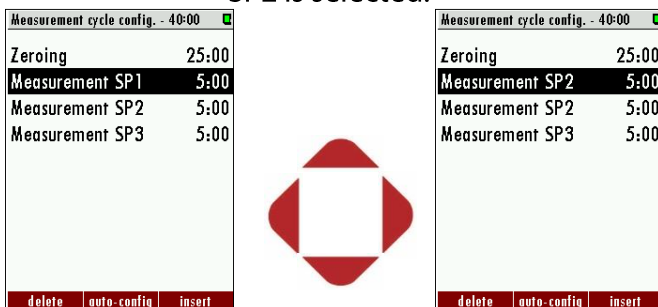 SP2 is selected.
Measurement cycle config. - 40:00
Zeroing 25:00
Measurement SP1 5:00
Measurement SP2 5:00
Measurement SP3 5:00
delete auto-config insert
Measurement cycle config. - 40:00
Zeroing 25:00
Measurement SP2 5:00
Measurement SP2 5:00
Measurement SP3 5:00
delete auto-config insert